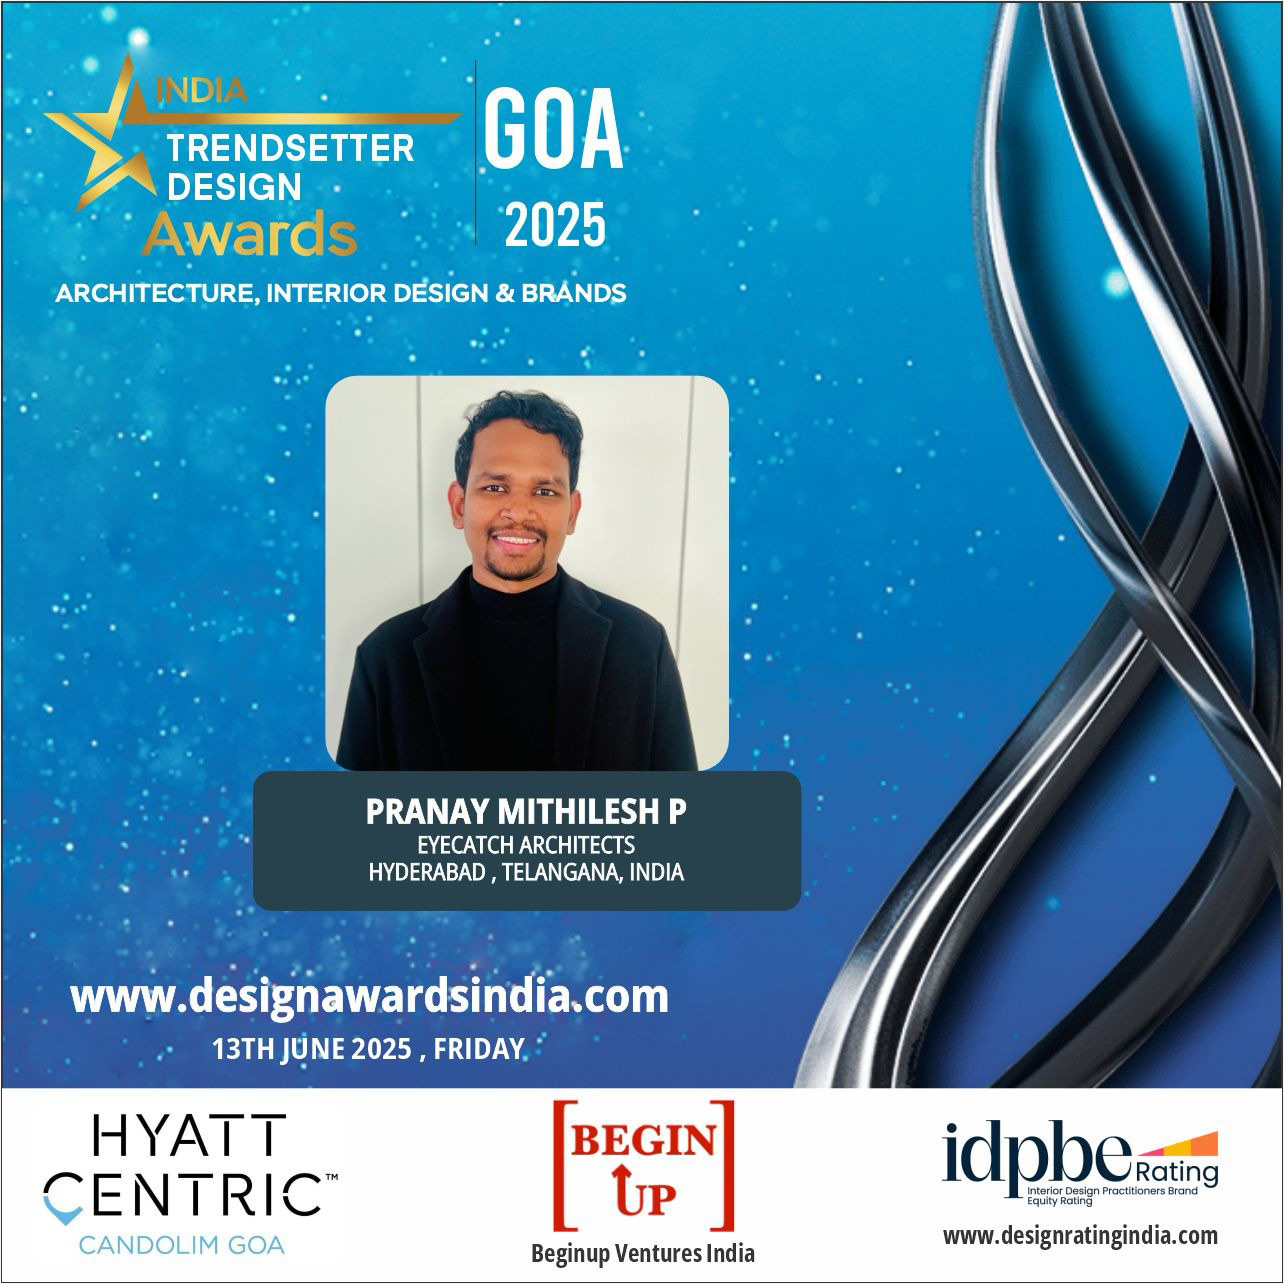 INDIA
TRENDSETTER
DESIGN
Awards
GOA
2025
ARCHITECTURE, INTERIOR DESIGN & BRANDS
PRANAY MITHILESH P
EYECATCH ARCHITECTS
HYDERABAD , TELANGANA, INDIA
www.designawardsindia.com
13TH JUNE 2025 , FRIDAY
HYATT
CENTRIC™
CANDOLIM GOA
BEGIN
UP
Beginup Ventures India
idpbe Rating
Interior Design Practitioners Brand
Equity Rating
www.designratingindia.com